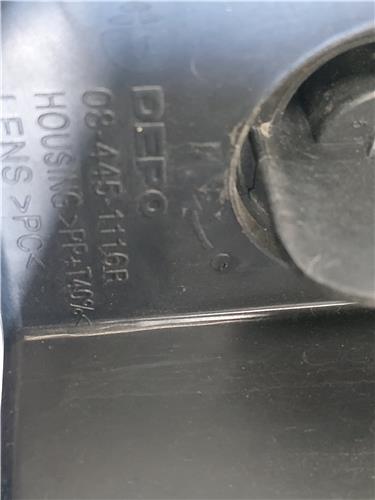 DEPO
08-445-1116R
HOUSING>PP+T40%<
LENS >PC<